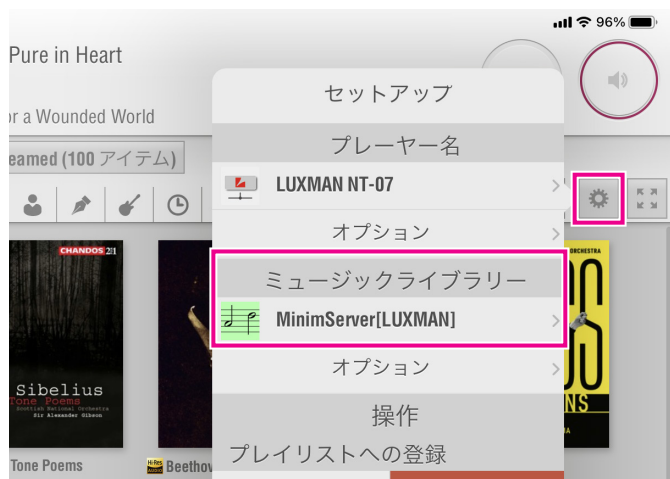 96%
Pure in Heart
or a Wounded World
eamed (100 アイテム)
セットアップ
プレーヤー名
LUXMAN NT-07
オプション
ミュージックライブラリー
MinimServer[LUXMAN]
オプション
操作
プレイリストへの登録
CHANDOS
Sibelius
Tone Poems
Scottish National Orchestra
Sir Alexander Gibson
Tone Poems
Hi-Res
AUDIO
Beethov
ORCHESTRA
NS